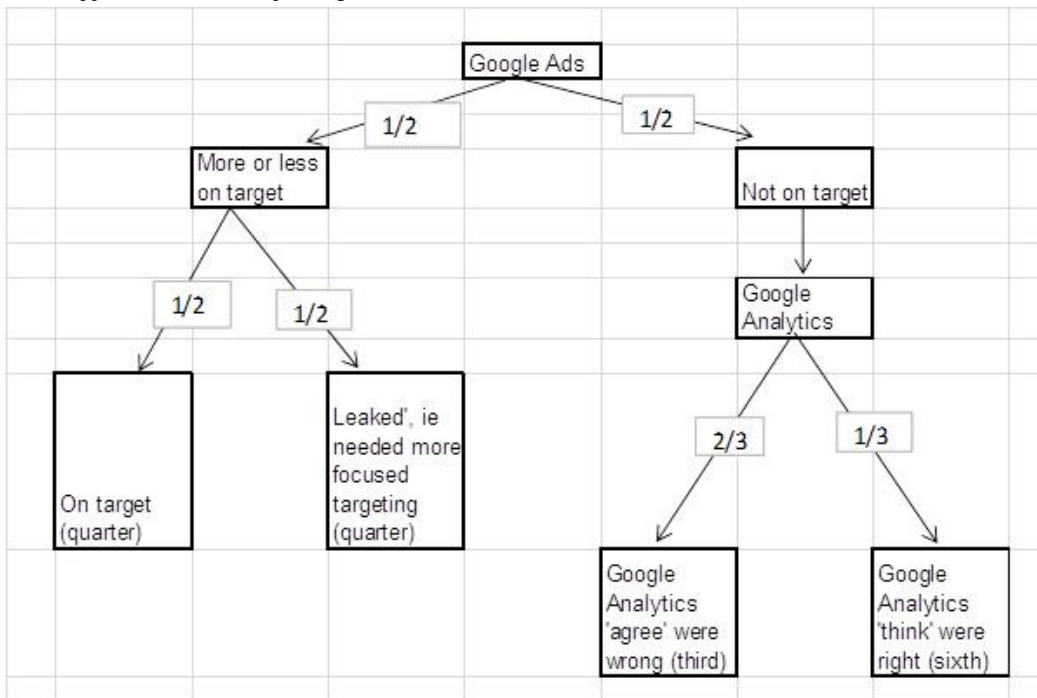 Google Ads
1/2
1/2
More or less
on target
Not on target
Google
Analytics
1/2
1/2
2/3
1/3
On target
(quarter)
Leaked', ie
needed more
focused
targeting
(quarter)
Google
Analytics
'agree' were
wrong (third)
Google
Analytics
'think' were
right (sixth)